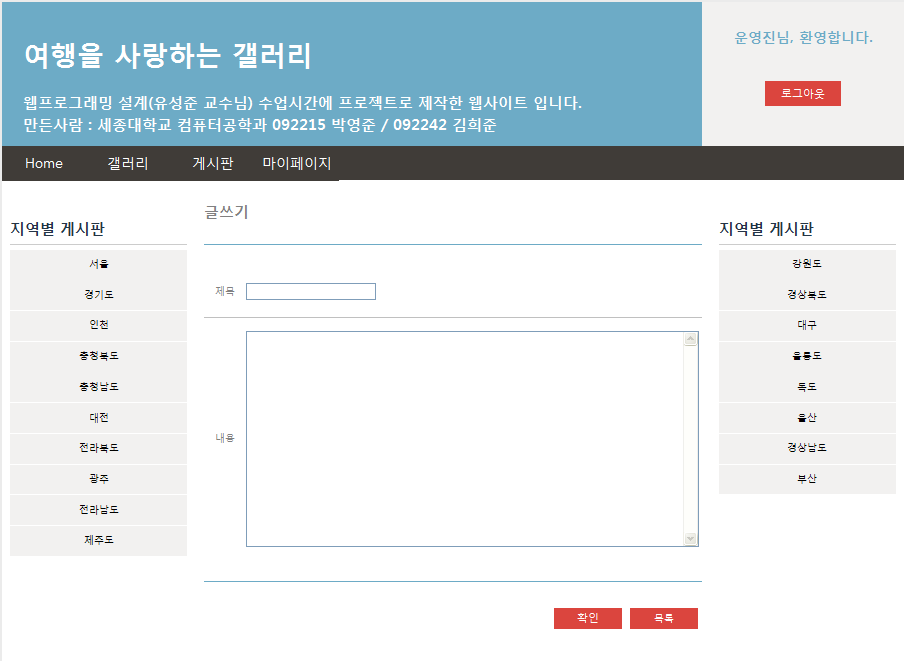 여행을 사랑하는 갤러리
웹프로그래밍 설계(유성준 교수님) 수업시간에 프로젝트로 제작한 웹사이트 입니다.
만든사람 : 세종대학교 컴퓨터공학과 092215 박영준 / 092242 김희준
운영진님, 환영합니다.
로그아웃
Home 갤러리 게시판 마이페이지
지역별 게시판
서울
경기도
인천
충청북도
충청남도
대전
전라북도
광주
전라남도
제주도
글쓰기
제목
내용
확인 목록
지역별 게시판
강원도
경상북도
대구
울릉도
독도
울산
경상남도
부산